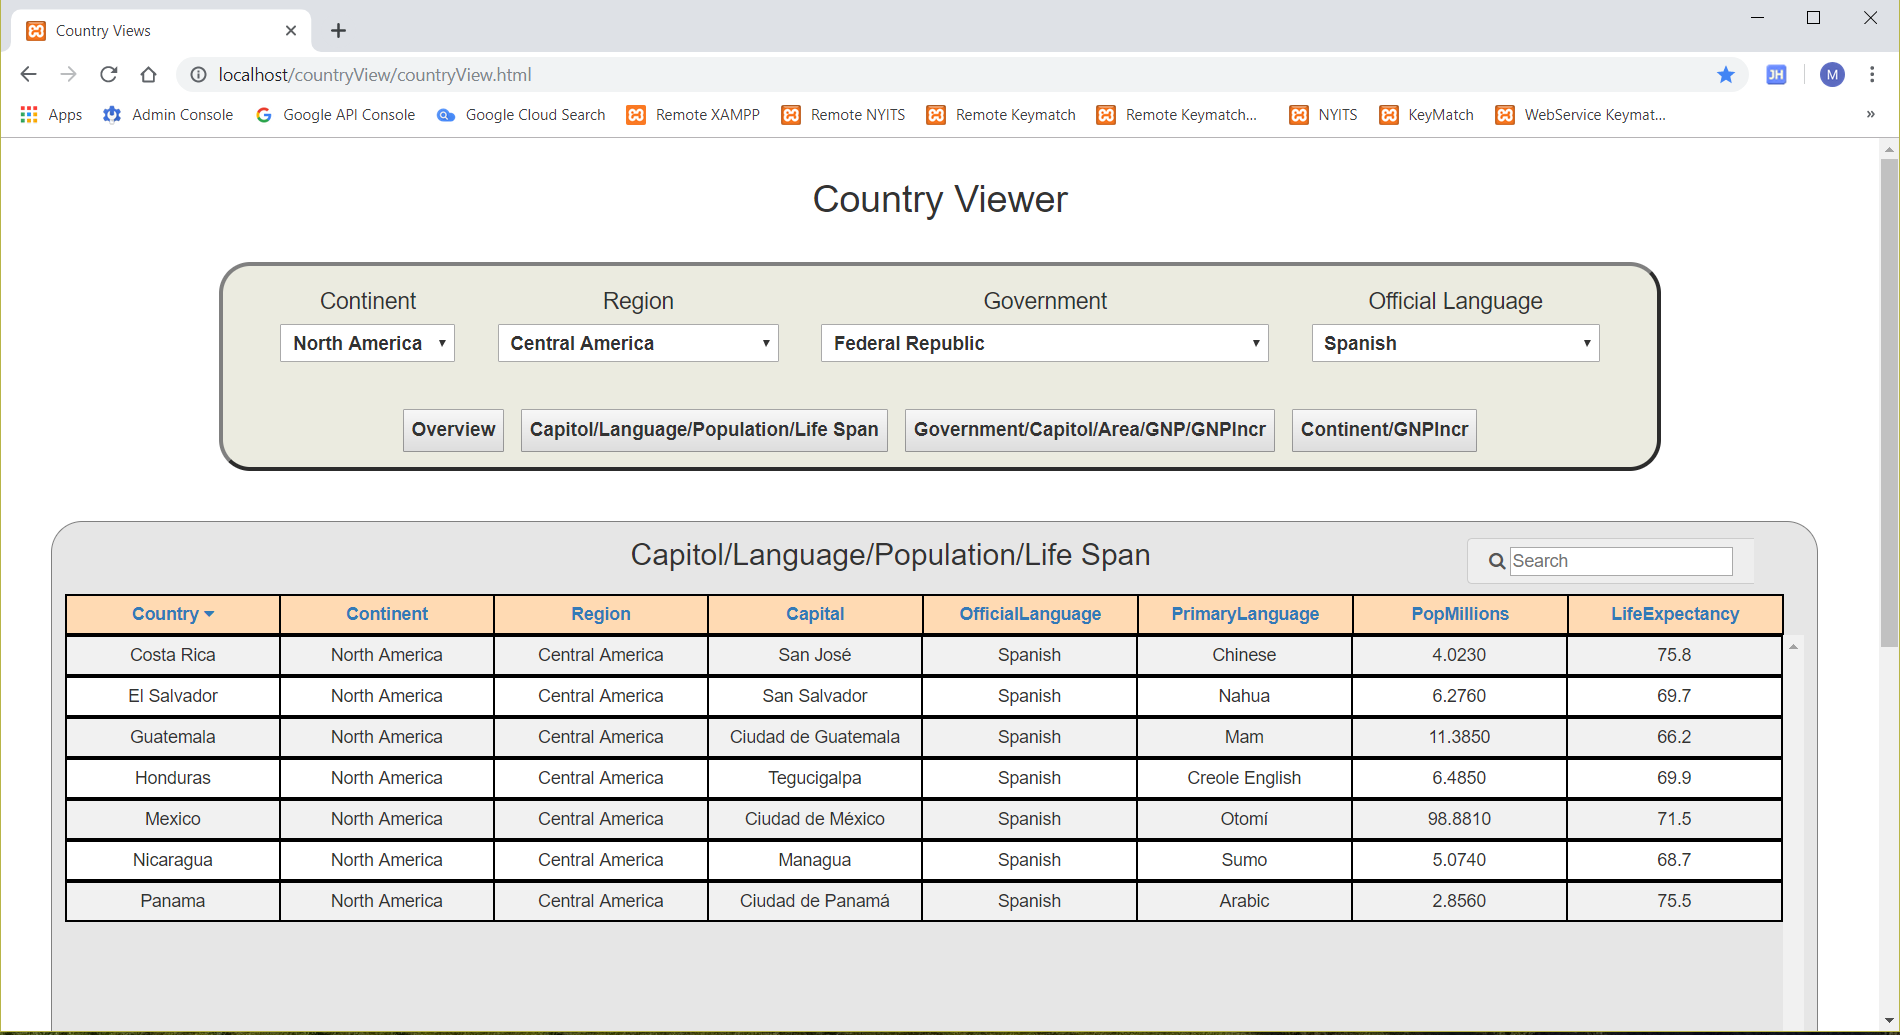 Country Views
localhost/countryView/countryView.html
JH
M
Apps Admin Console Google API Console Google Cloud Search Remote XAMPP Remote NYITS Remote Keymatch Remote Keymatch... NYITS KeyMatch WebService Keymat... »
Country Viewer
Continent Region Government Official Language
North America Central America Federal Republic Spanish
Overview Capitol/Language/Population/Life Span Government/Capitol/Area/GNP/GNPIncr Continent/GNPIncr
Capitol/Language/Population/Life Span
Search
Country Continent Region Capital OfficialLanguage PrimaryLanguage PopMillions LifeExpectancy
Costa Rica North America Central America San José Spanish Chinese 4.0230 75.8
El Salvador North America Central America San Salvador Spanish Nahua 6.2760 69.7
Guatemala North America Central America Ciudad de Guatemala Spanish Mam 11.3850 66.2
Honduras North America Central America Tegucigalpa Spanish Creole English 6.4850 69.9
Mexico North America Central America Ciudad de México Spanish Otomí 98.8810 71.5
Nicaragua North America Central America Managua Spanish Sumo 5.0740 68.7
Panama North America Central America Ciudad de Panamá Spanish Arabic 2.8560 75.5